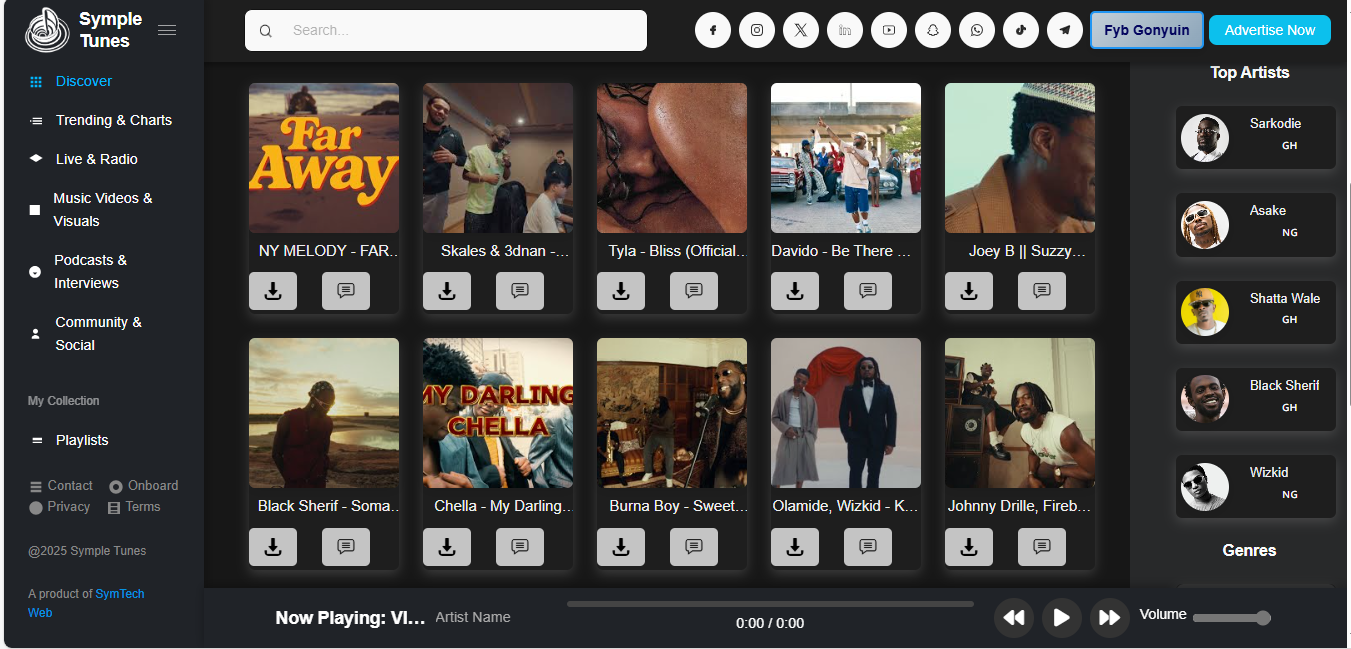 Symple
Tunes
Search...
Fyb Gonyuin
Advertise Now
Discover
Trending & Charts
Live & Radio
Music Videos &
Visuals
Podcasts &
Interviews
Community &
Social
My Collection
Playlists
Contact
Onboard
Privacy
Terms
@2025 Symple Tunes
A product of SymTech
Web
Far
Away
NY MELODY - FAR...
Skales & 3dnan -...
Tyla - Bliss (Official...
Davido - Be There ...
Joey B || Suzzy...
MY DARLING
CHELLA
Black Sherif - Soma...
Chella - My Darling...
Burna Boy - Sweet...
Olamide, Wizkid - K...
Johnny Drille, Fireb...
Top Artists
Sarkodie
GH
Asake
NG
Shatta Wale
GH
Black Sherif
GH
Wizkid
NG
Genres
Now Playing: VI...
Artist Name
0:00 / 0:00
Volume